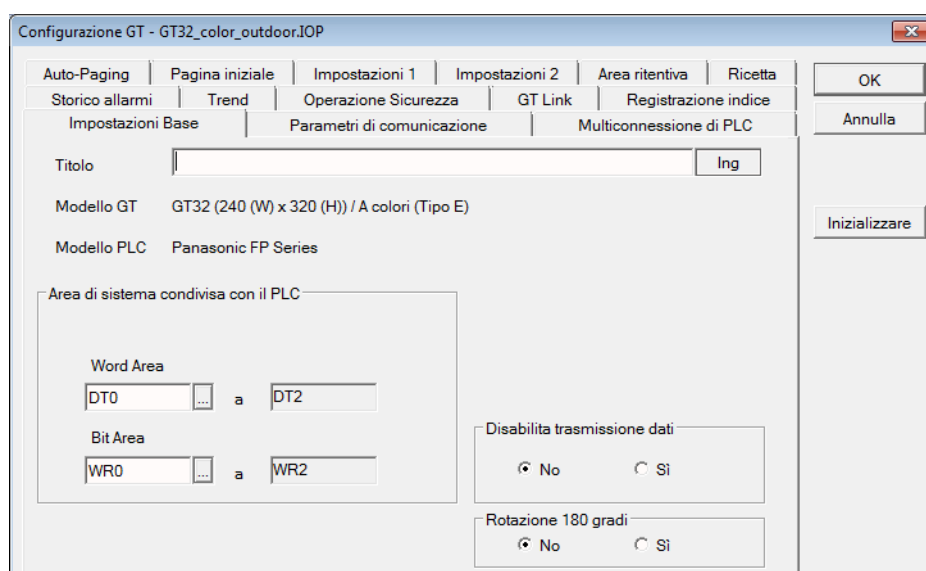 Configurazione GT - GT32_color_outdoor.IOP
Auto-Paging Pagina iniziale Impostazioni 1 Impostazioni 2 Area ritentiva Ricetta
OK
Storico allarmi Trend Operazione Sicurezza GT Link Registrazione indice
Impostazioni Base Parametri di comunicazione Multiconnessione di PLC
Annulla
Titolo Ing
Modello GT GT32 (240 (W) x 320 (H)) / A colori (Tipo E)
Inizializzare
Modello PLC Panasonic FP Series
Area di sistema condivisa con il PLC
Word Area
DT0 ... a DT2
Bit Area
WR0 ... a WR2
Disabilita trasmissione dati
No Sì
Rotazione 180 gradi
No Sì